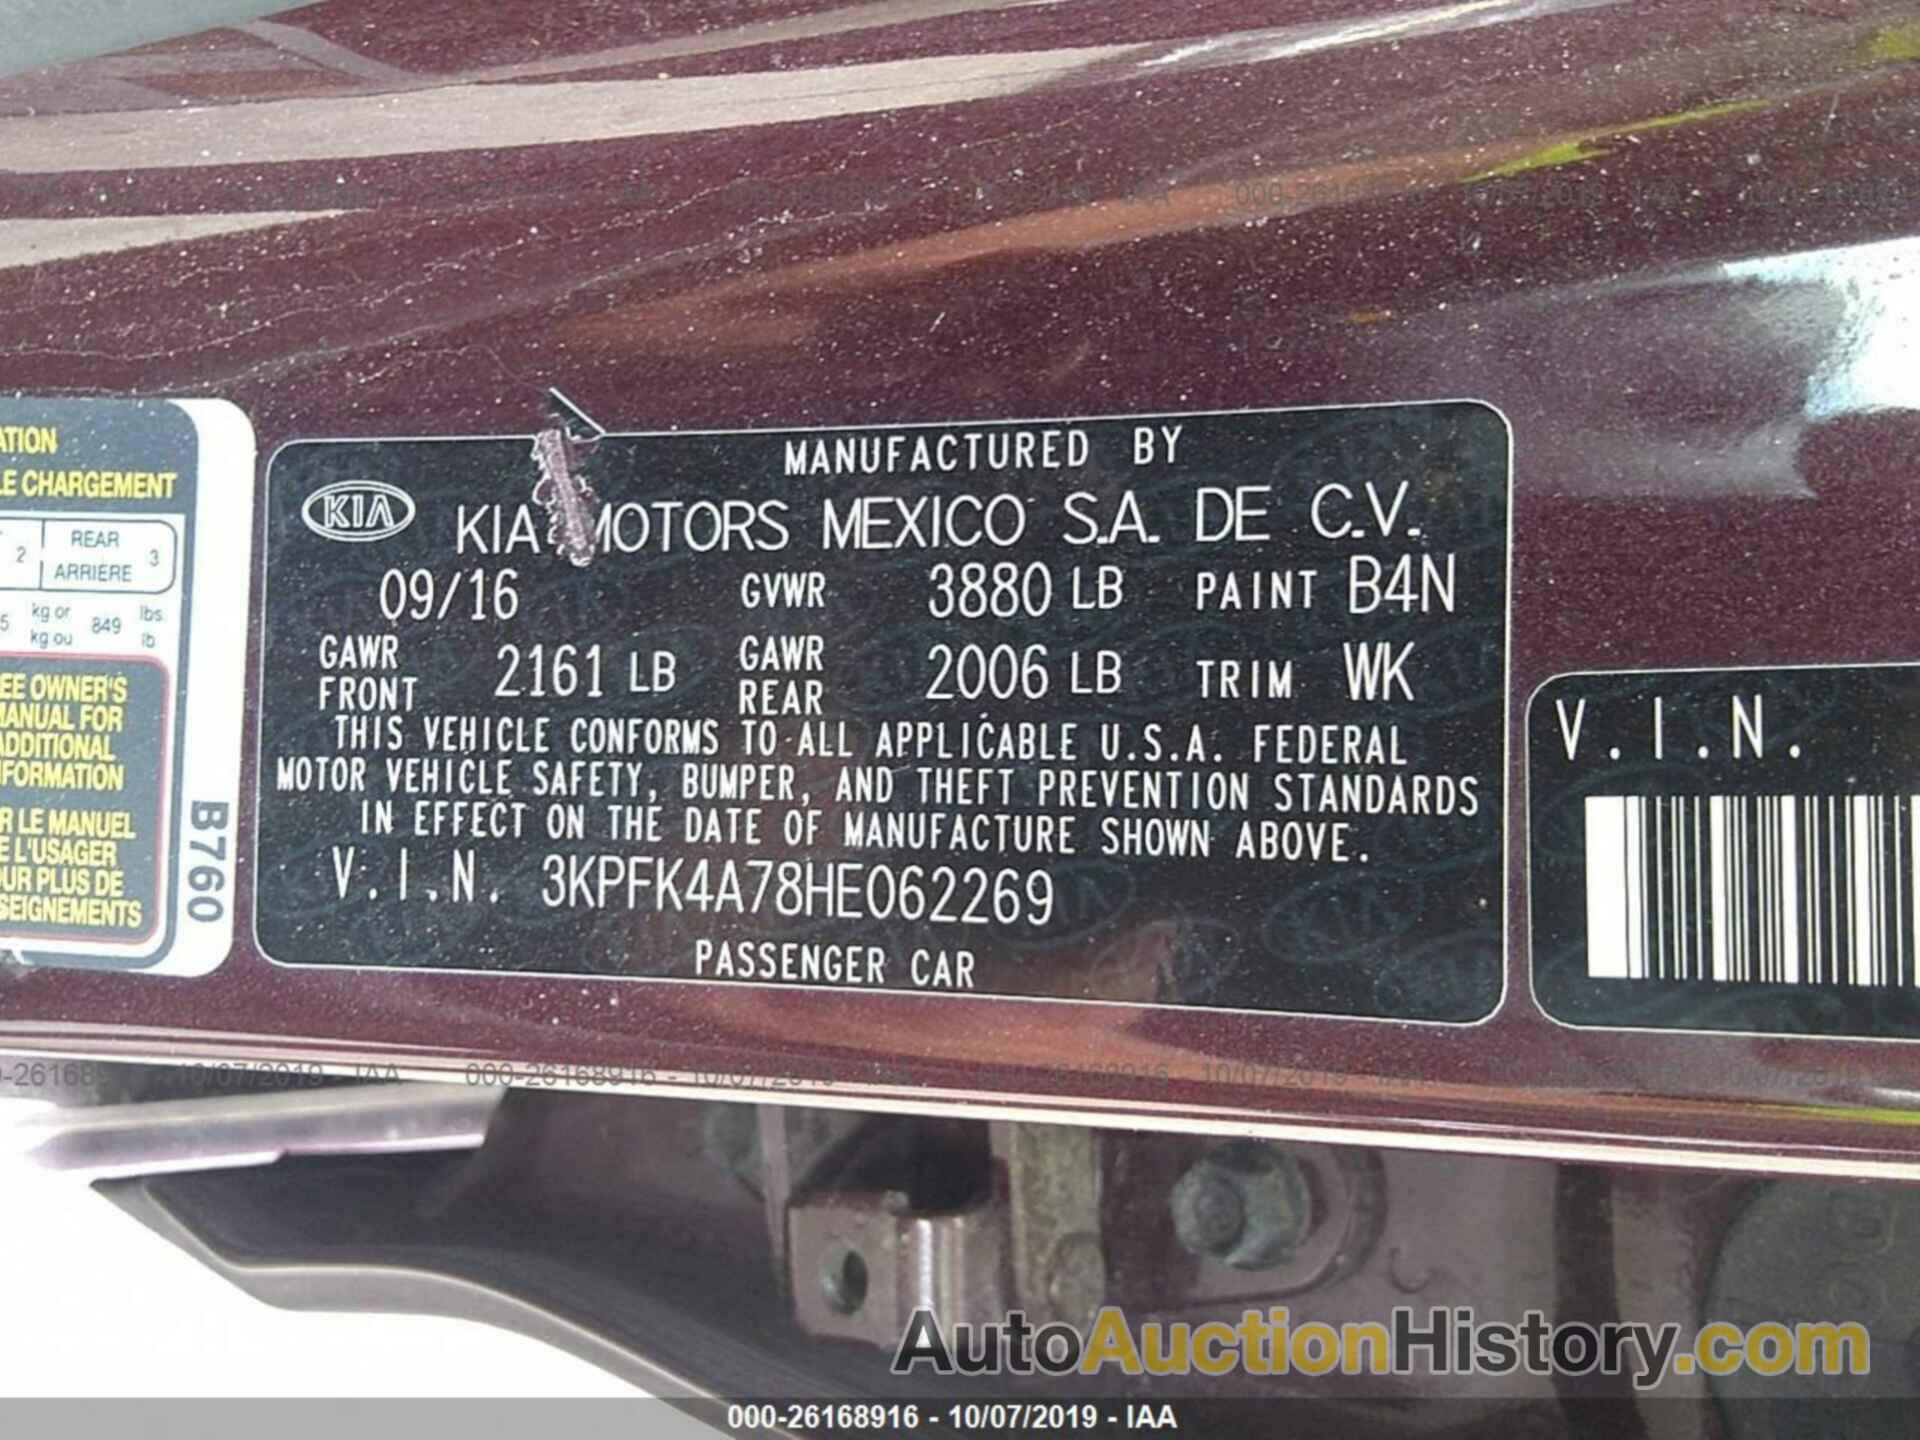 ATION
LE CHARGEMENT
2 REAR 3
ARRIÈRE
5 kg or 849 lbs
kg ou lb
EE OWNER'S
MANUAL FOR
ADDITIONAL
NFORMATION
R LE MANUEL
E L'USAGER
OUR PLUS DE
SEIGNEMENTS
B760
MANUFACTURED BY
KIA KIA MOTORS MEXICO S.A. DE C.V.
09/16 GVWR 3880 LB PAINT B4N
GAWR FRONT 2161 LB GAWR REAR 2006 LB TRIM WK
THIS VEHICLE CONFORMS TO ALL APPLICABLE U.S.A. FEDERAL
MOTOR VEHICLE SAFETY, BUMPER, AND THEFT PREVENTION STANDARDS
IN EFFECT ON THE DATE OF MANUFACTURE SHOWN ABOVE.
V.I.N. 3KPFK4A78HE062269
PASSENGER CAR
V.I.N.
AutoAuctionHistory.com
000-26168916 - 10/07/2019 - IAA